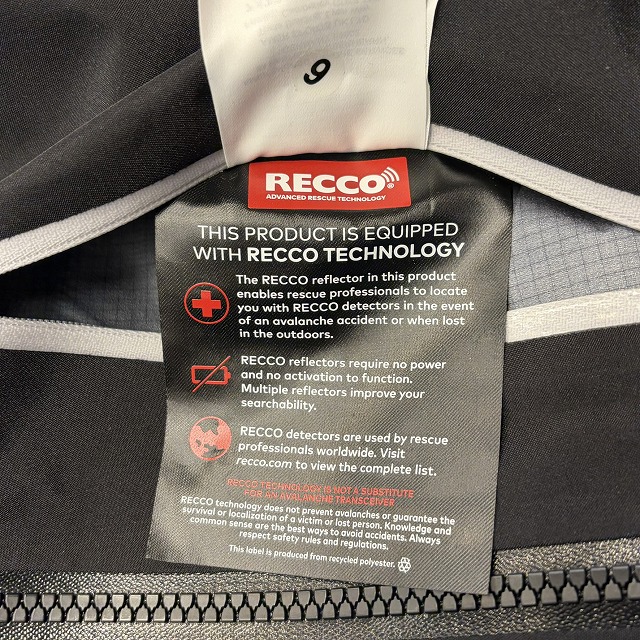 9
RECCO®
ADVANCED RESCUE TECHNOLOGY
THIS PRODUCT IS EQUIPPED
WITH RECCO TECHNOLOGY
The RECCO reflector in this product
enables rescue professionals to locate
you with RECCO detectors in the event
of an avalanche accident or when lost
in the outdoors.
RECCO reflectors require no power
and no activation to function.
Multiple reflectors improve your
searchability.
RECCO detectors are used by rescue
professionals worldwide. Visit
recco.com to view the complete list.
RECCO TECHNOLOGY IS NOT A SUBSTITUTE
FOR AN AVALANCHE TRANSCEIVER
RECCO technology does not prevent avalanches or guarantee the
survival or localization of a victim or lost person. Knowledge and
common sense are the best ways to avoid accidents. Always
respect safety rules and regulations.
This label is produced from recycled polyester.